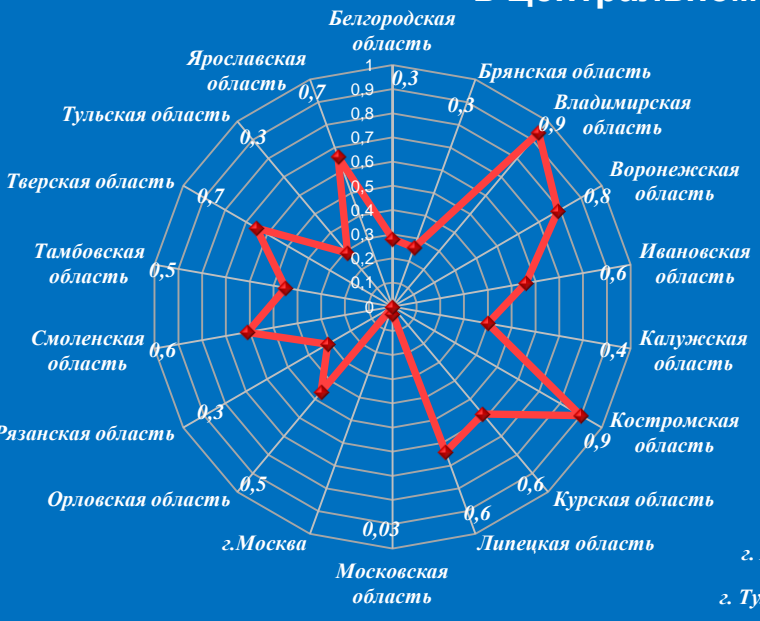 Белгородская
область
Ярославская
область
Брянская область
Тульская область
Владимирская
область
Тверская область
Воронежская
область
Тамбовская
область
Ивановская
область
Смоленская
область
Калужская
область
Рязанская область
Костромская
область
Орловская область
Курская область
г.Москва
Липецкая область
Московская
область
1
0,9
0,8
0,7
0,6
0,5
0,4
0,3
0,2
0,1
0
0,3
0,3
0,9
0,8
0,6
0,4
0,9
0,6
0,6
0,03
0,5
0,3
0,6
0,5
0,7
0,3
0,7
г.
г.